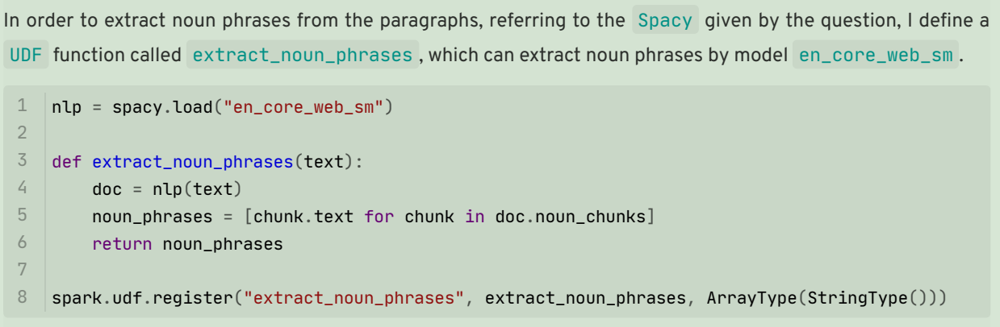 In order to extract noun phrases from the paragraphs, referring to the Spacy given by the question, I define a
UDF function called extract_noun_phrases , which can extract noun phrases by model en_core_web_sm .
1 nlp = spacy.load("en_core_web_sm")
2
3 def extract_noun_phrases(text):
4     doc = nlp(text)
5     noun_phrases = [chunk.text for chunk in doc.noun_chunks]
6     return noun_phrases
7
8 spark.udf.register("extract_noun_phrases", extract_noun_phrases, ArrayType(StringType()))